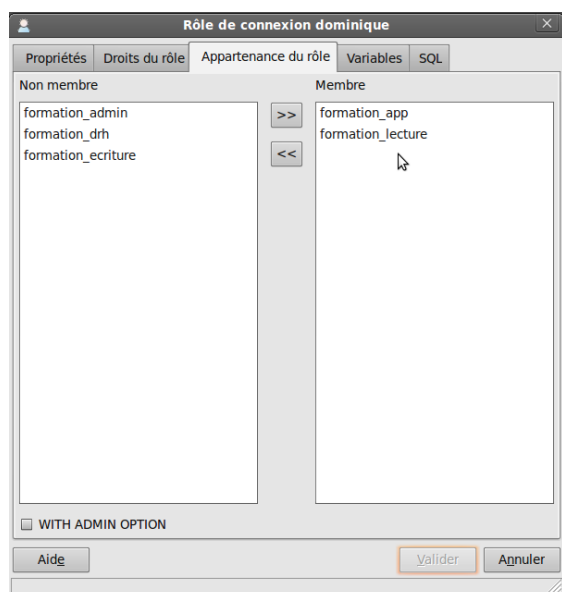 Rôle de connexion dominique
Propriétés Droits du rôle Appartenance du rôle Variables SQL
Non membre
formation_admin
formation_drh
formation_ecriture
>>
<<
Membre
formation_app
formation_lecture
WITH ADMIN OPTION
Aide Valider Annuler